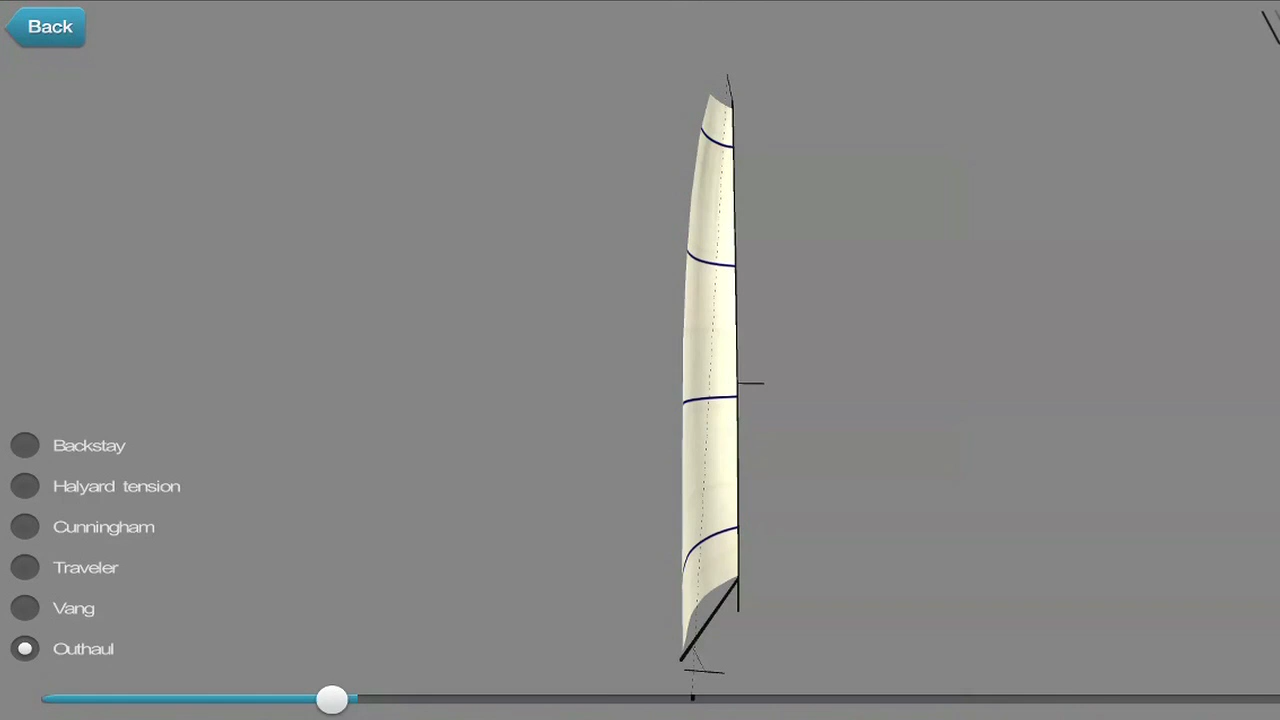 Back
Backstay
Halyard tension
Cunningham
Traveler
Vang
Outhaul